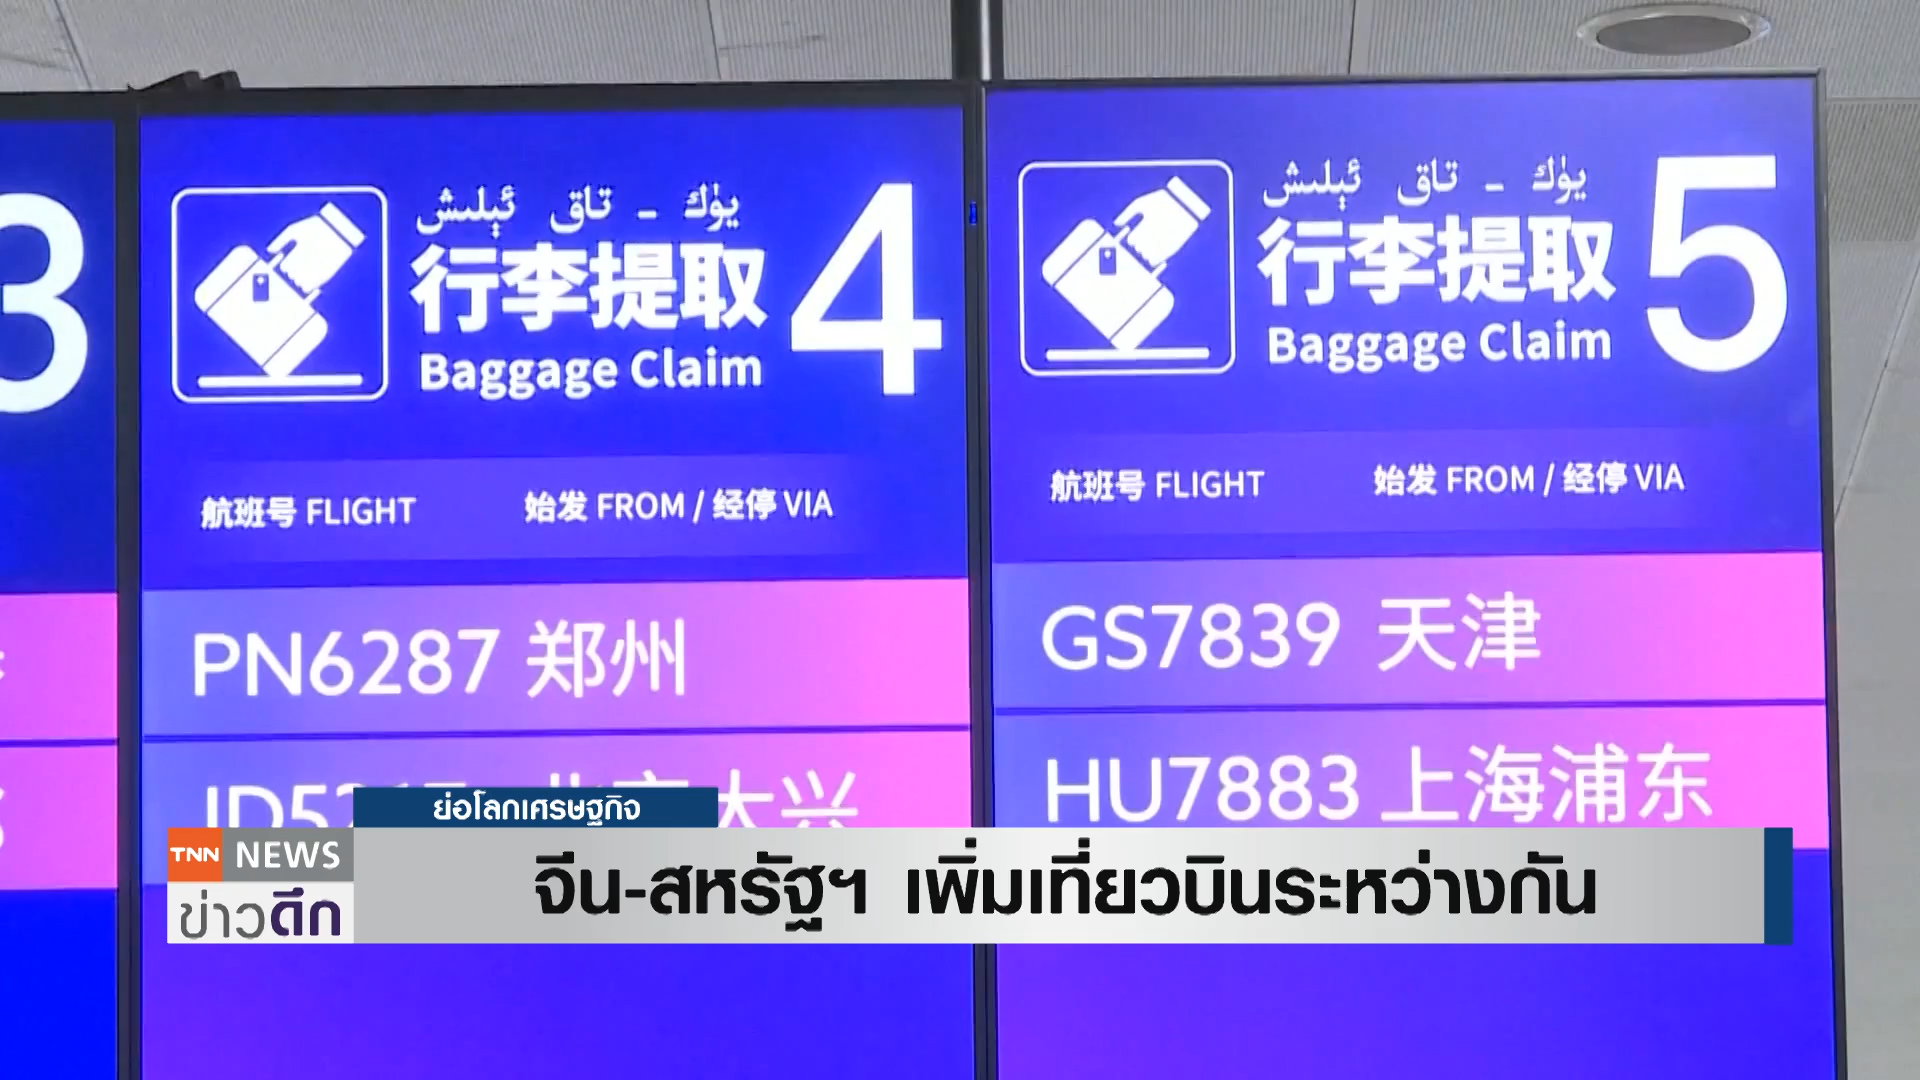 3
يۈك - تاق ئېلىش
行李提取
Baggage Claim
4
航班号 FLIGHT 始发 FROM / 经停 VIA
PN6287 郑州
يۈك - تاق ئېلىش
行李提取
Baggage Claim
5
航班号 FLIGHT 始发 FROM / 经停 VIA
GS7839 天津
HU7883 上海浦东
ย่อโลกเศรษฐกิจ
TNN NEWS
ข่าวดึก
จีน-สหรัฐฯ เพิ่มเที่ยวบินระหว่างกัน